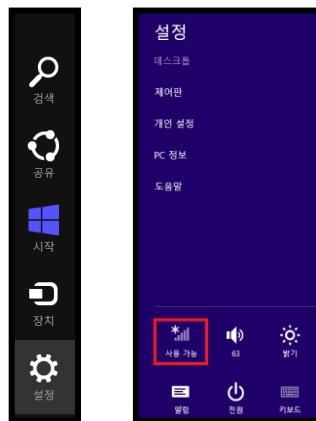 검색
공유
시작
장치
설정
설정
데스크톱
제어판
개인 설정
PC 정보
도움말
사용 가능
63
밝기
알림
전원
키보드